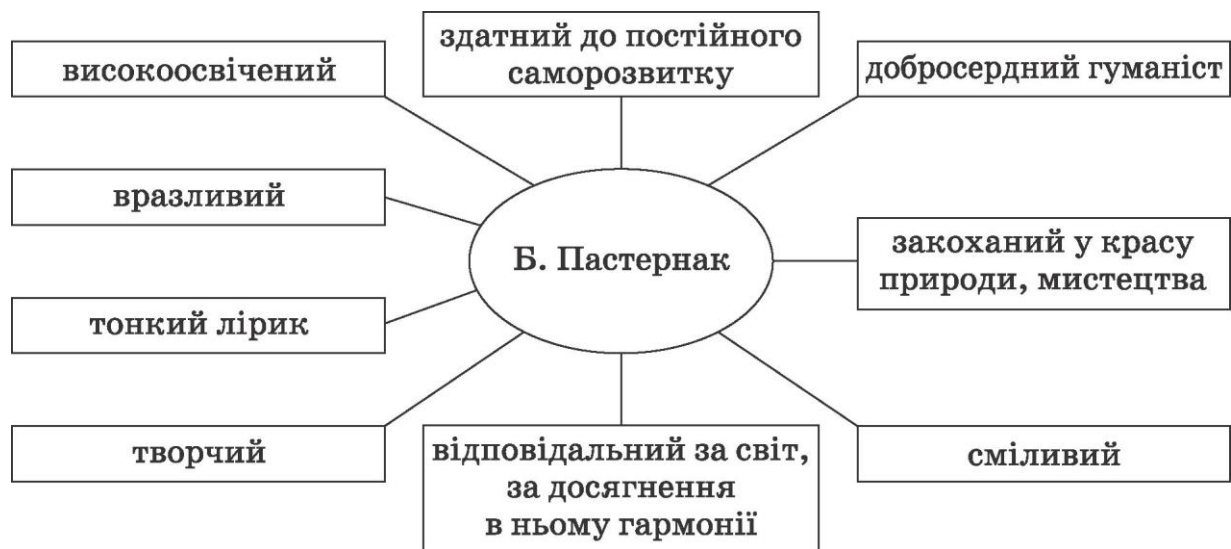 високоосвічений
здатний до постійного
саморозвитку
добросердний гуманіст
вразливий
Б. Пастернак
закоханий у красу
природи, мистецтва
тонкий лірик
творчий
відповідальний за світ,
за досягнення
в ньому гармонії
сміливий